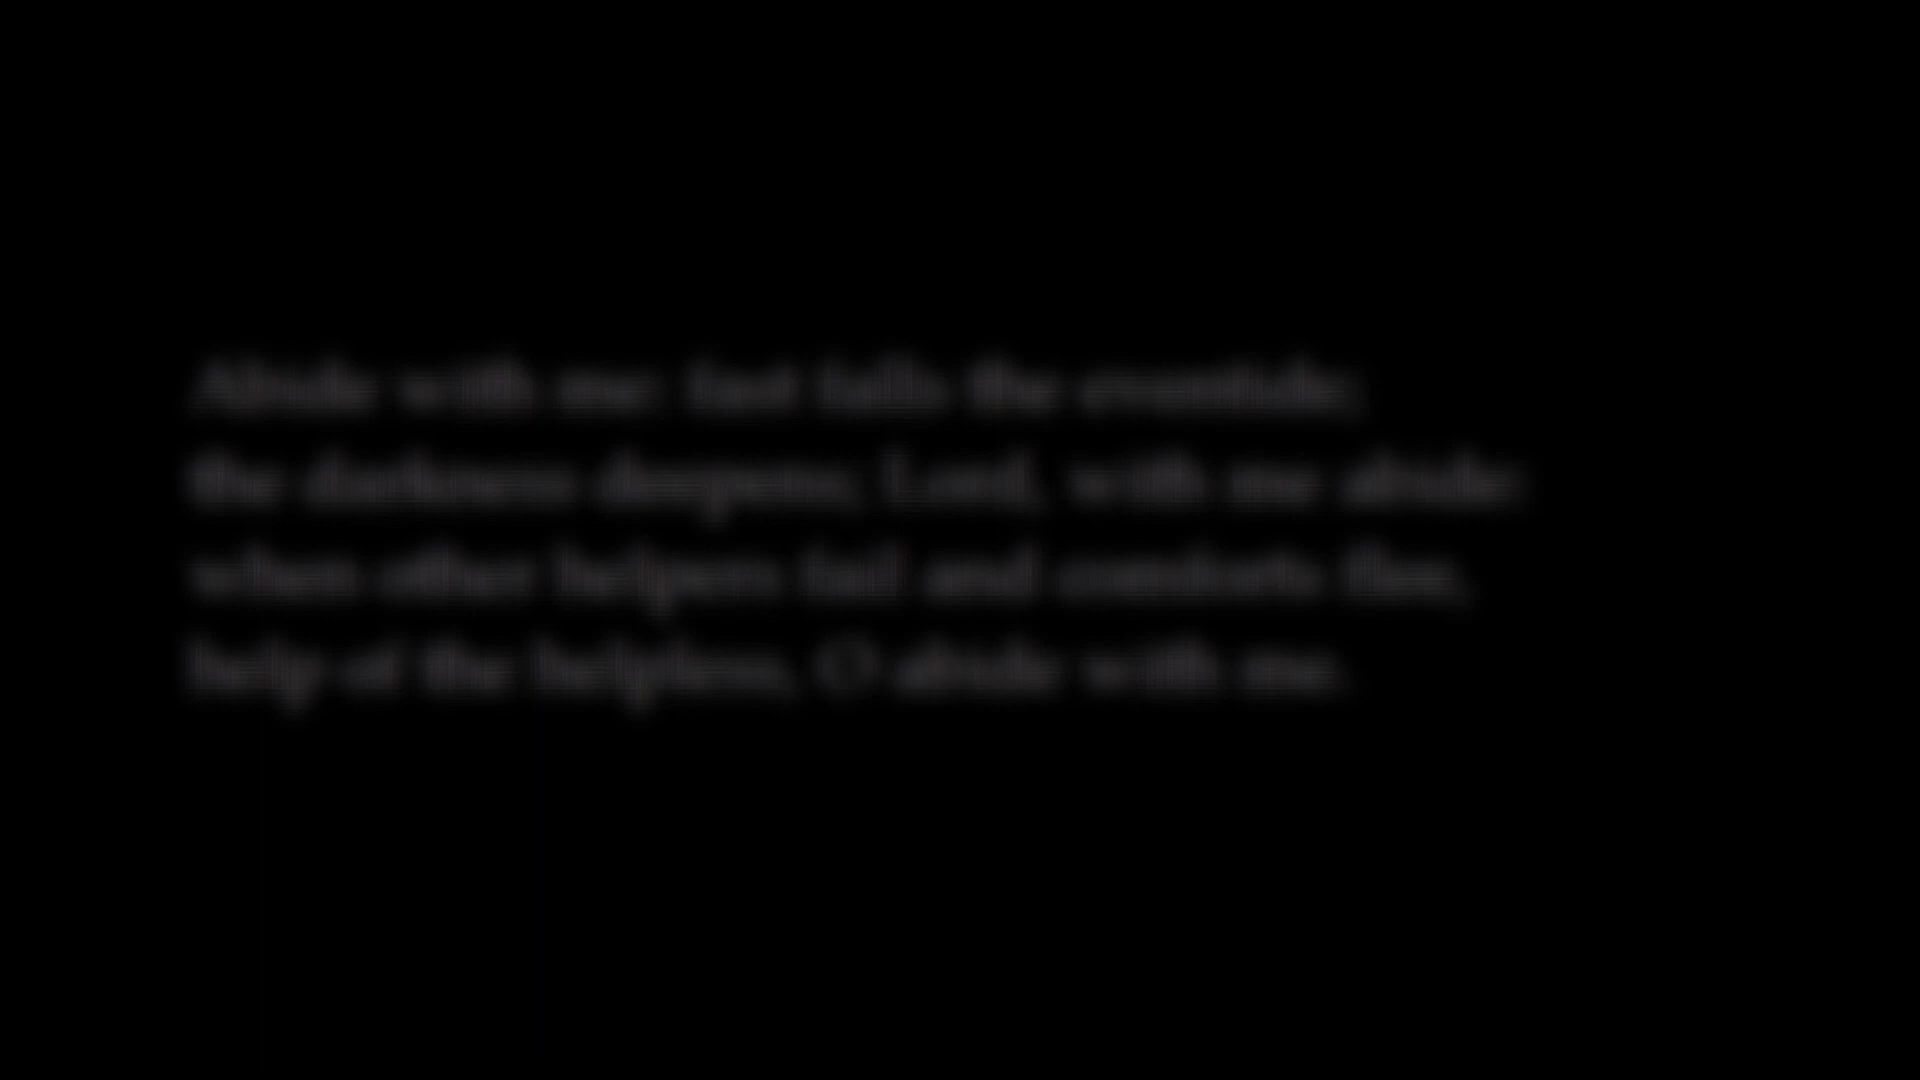 Abide with me: fast falls the eventide;
the darkness deepens; Lord, with me abide:
when other helpers fail and comforts flee,
help of the helpless, O abide with me.